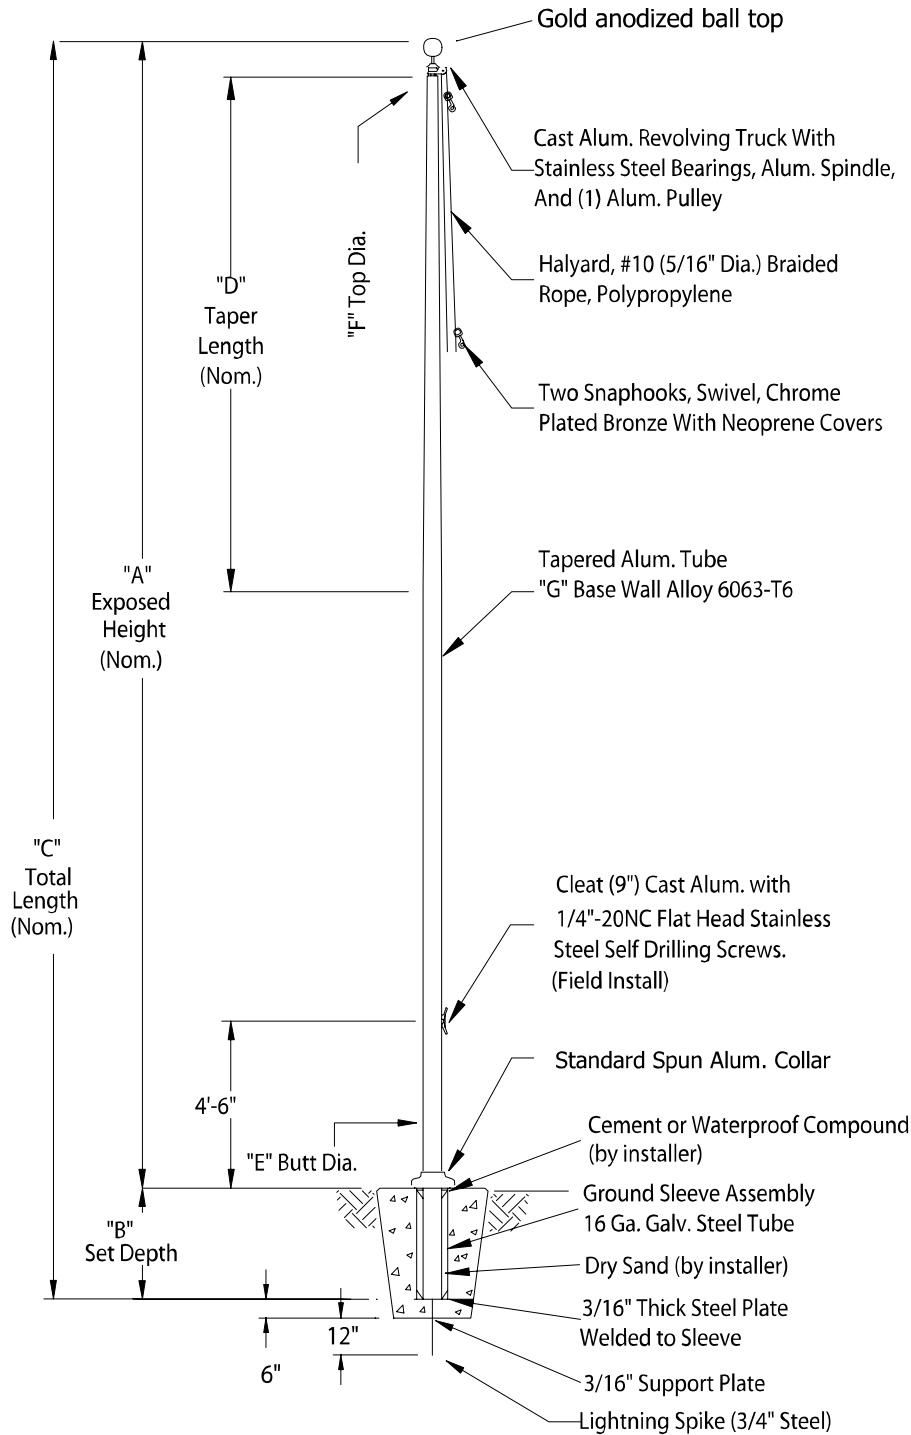 Gold anodized ball top
Cast Alum. Revolving Truck With
Stainless Steel Bearings, Alum. Spindle,
And (1) Alum. Pulley
"F" Top Dia.
Halyard, #10 (5/16" Dia.) Braided
Rope, Polypropylene
"D"
Taper
Length
(Nom.)
Two Snaphooks, Swivel, Chrome
Plated Bronze With Neoprene Covers
Tapered Alum. Tube
"G" Base Wall Alloy 6063-T6
"A"
Exposed
Height
(Nom.)
"C"
Total
Length
(Nom.)
Cleat (9") Cast Alum. with
1/4"-20NC Flat Head Stainless
Steel Self Drilling Screws.
(Field Install)
Standard Spun Alum. Collar
4'-6"
"E" Butt Dia.
Cement or Waterproof Compound
(by installer)
Ground Sleeve Assembly
16 Ga. Galv. Steel Tube
"B"
Set Depth
Dry Sand (by installer)
3/16" Thick Steel Plate
Welded to Sleeve
12"
6"
3/16" Support Plate
Lightning Spike (3/4" Steel)